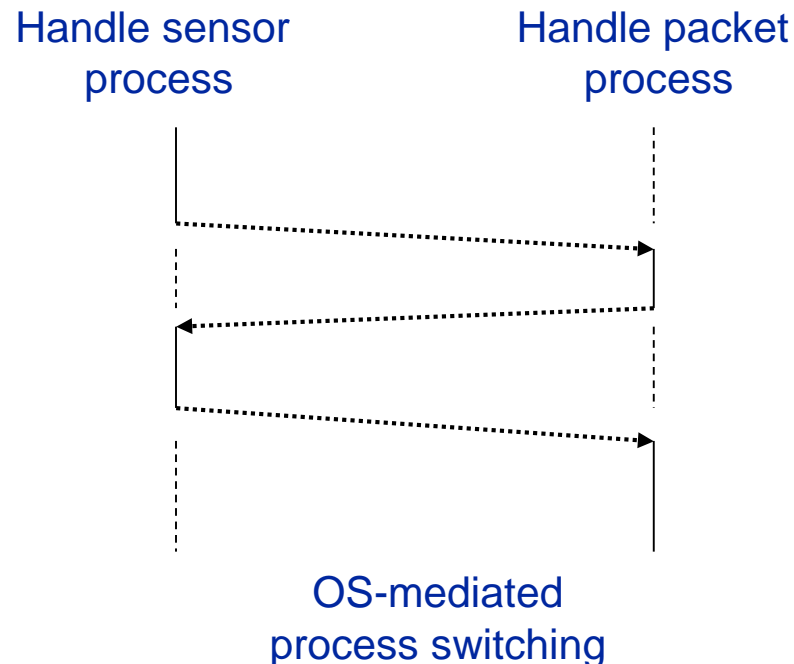 Handle sensor
process
Handle packet
process
OS-mediated
process switching